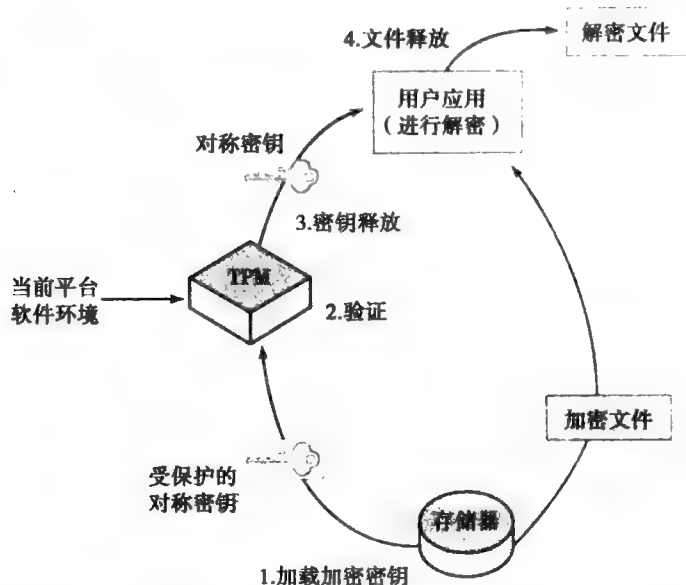 4.文件释放
解密文件
用户应用
（进行解密）
对称密钥
3.密钥释放
TPM
当前平台
软件环境
2.验证
加密文件
受保护的
对称密钥
存储器
1.加载加密密钥